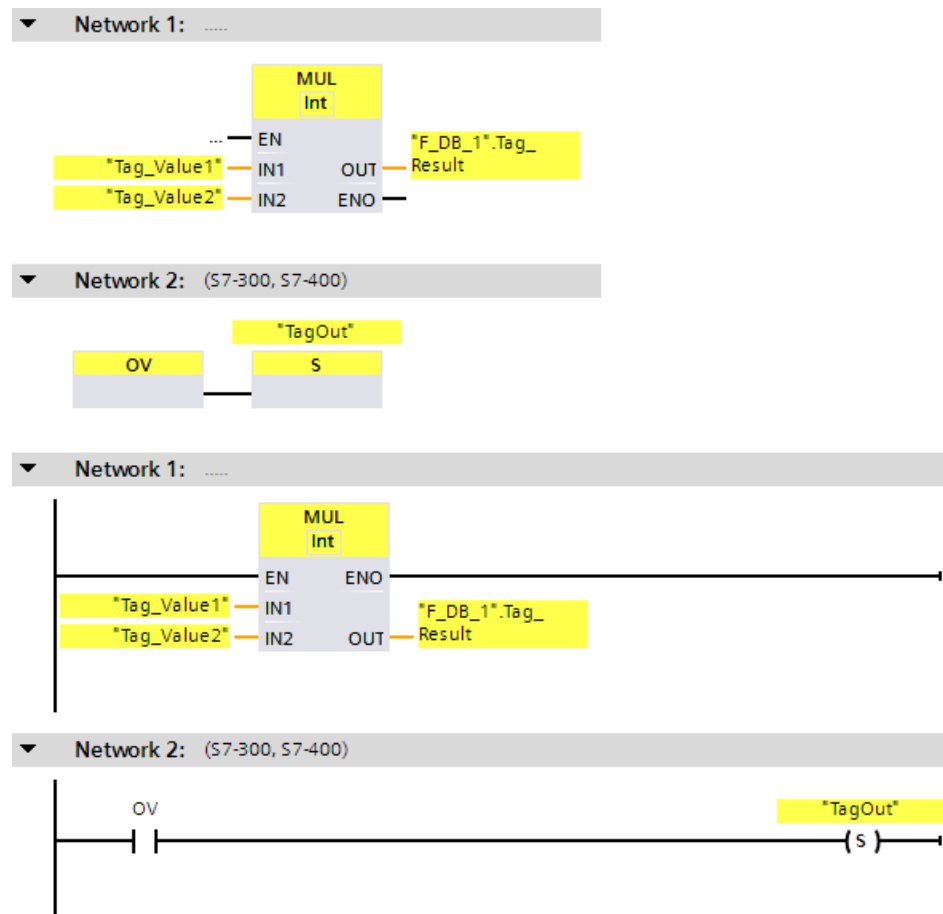 Network 1: .....
MUL
Int
... EN
"Tag_Value1" IN1 OUT "F_DB_1".Tag_
Result
"Tag_Value2" IN2 ENO
Network 2: (S7-300, S7-400)
"TagOut"
OV S
Network 1: .....
MUL
Int
EN ENO
"Tag_Value1" IN1 "F_DB_1".Tag_
"Tag_Value2" IN2 OUT Result
Network 2: (S7-300, S7-400)
OV "TagOut"
( S )